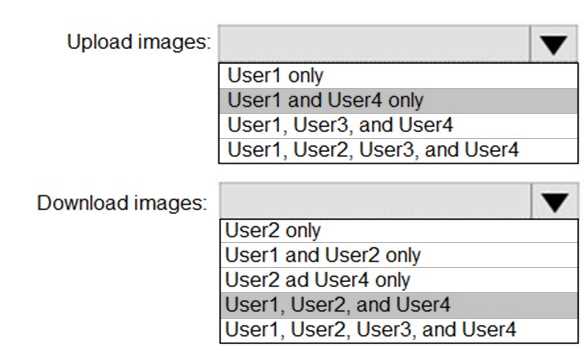 Upload images:
User1 only
User1 and User4 only
User1, User3, and User4
User1, User2, User3, and User4
Download images:
User2 only
User1 and User2 only
User2 ad User4 only
User1, User2, and User4
User1, User2, User3, and User4